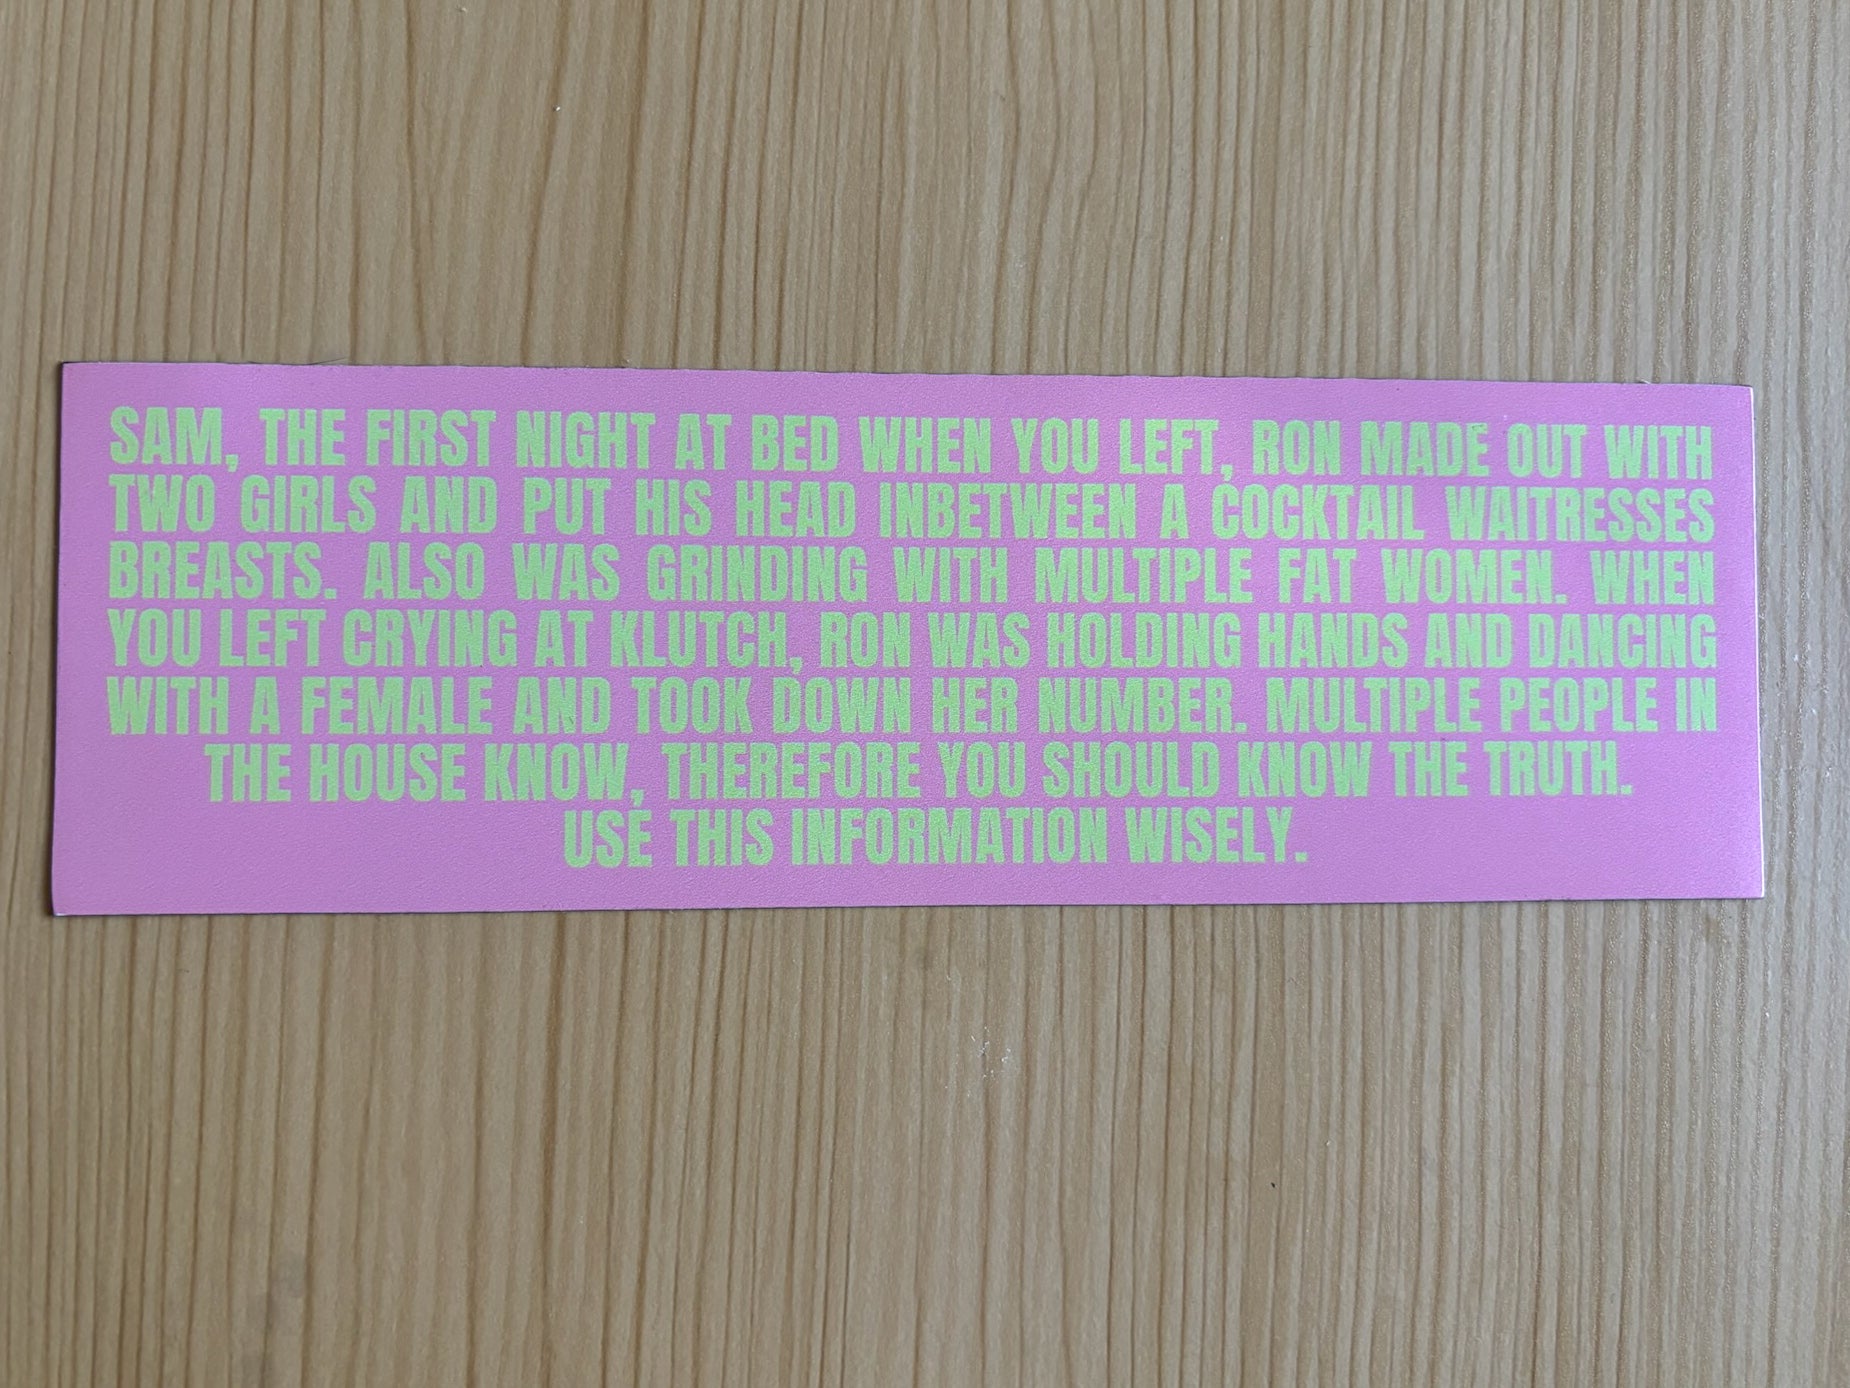 SAM, THE FIRST NIGHT AT BED WHEN YOU LEFT, RON MADE OUT WITH
TWO GIRLS AND PUT HIS HEAD INBETWEEN A COCKTAIL WAITRESSES
BREASTS. ALSO WAS GRINDING WITH MULTIPLE FAT WOMEN. WHEN
YOU LEFT CRYING AT KLUTCH, RON WAS HOLDING HANDS AND DANCING
WITH A FEMALE AND TOOK DOWN HER NUMBER. MULTIPLE PEOPLE IN
THE HOUSE KNOW, THEREFORE YOU SHOULD KNOW THE TRUTH.
USE THIS INFORMATION WISELY.